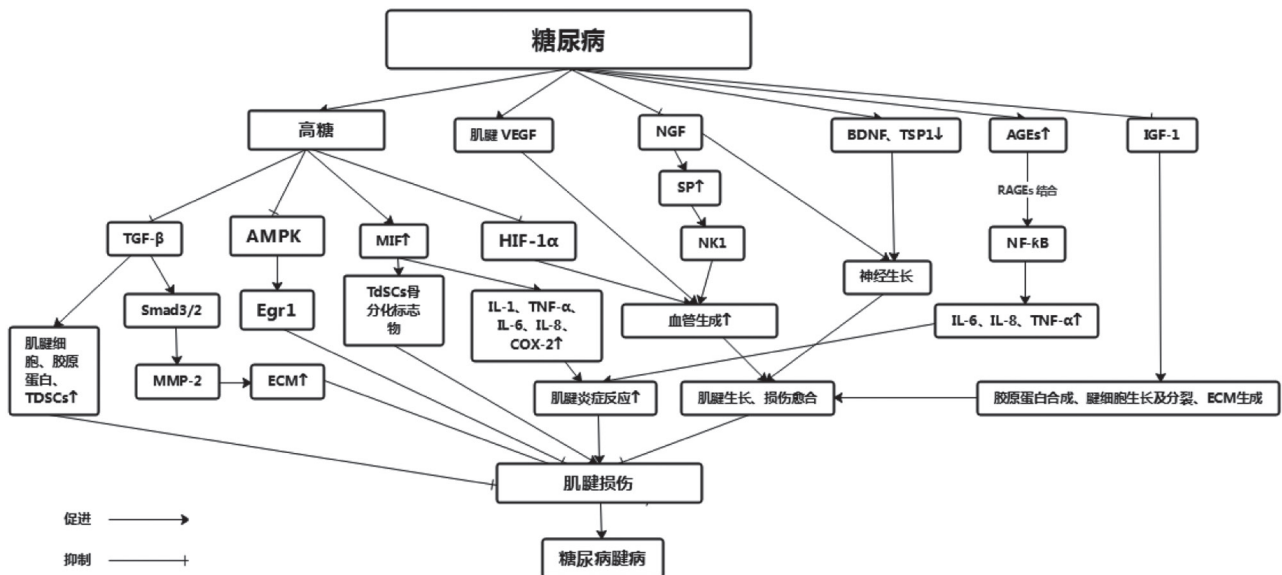 糖尿病
高糖
肌腱 VEGF
NGF
BDNF、TSP1↓
AGEs↑
IGF-1
SP↑
RAGEs 结合
TGF-β
AMPK
MIF↑
HIF-1α
NK1
NF-kB
神经生长
Smad3/2
Egr1
TdSCs骨
分化标志
物
IL-1、TNF-α、
IL-6、IL-8、
COX-2↑
血管生成↑
IL-6、IL-8、TNF-α↑
肌腱细
胞、胶原
蛋白、
TDSCs↑
MMP-2
ECM↑
肌腱炎症反应↑
肌腱生长、损伤愈合
胶原蛋白合成、腱细胞生长及分裂、ECM生成
肌腱损伤
促进
抑制
糖尿病腱病